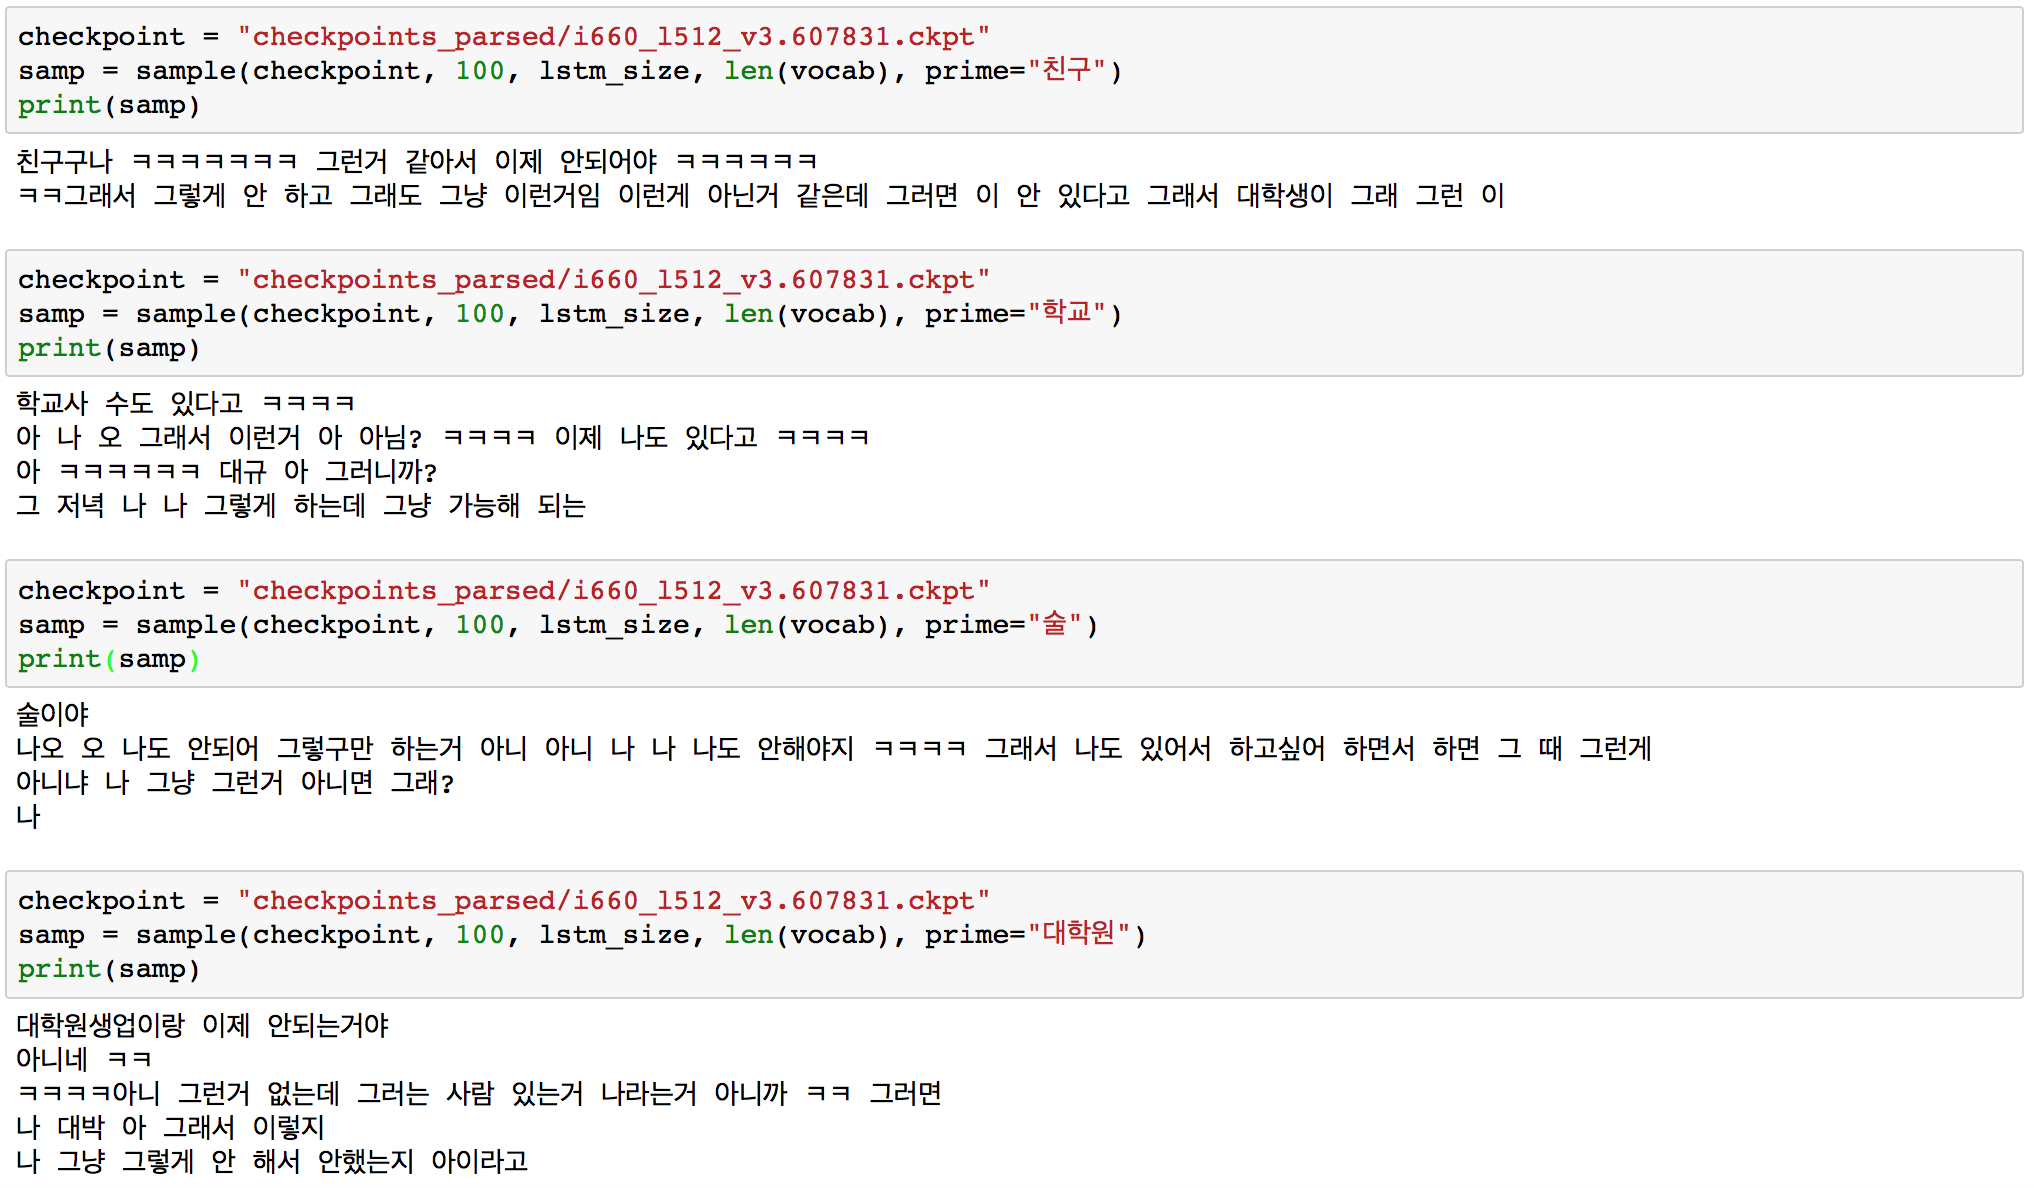 checkpoint = "checkpoints_parsed/i660_l512_v3.607831.ckpt"
samp = sample(checkpoint, 100, lstm_size, len(vocab), prime="친구")
print(samp)
친구구나 ㅋㅋㅋㅋㅋㅋㅋ 그런거 같아서 이제 안되어야 ㅋㅋㅋㅋㅋㅋ
ㅋㅋ그래서 그렇게 안 하고 그래도 그냥 이런거임 이런게 아닌거 같은데 그러면 이 안 있다고 그래서 대학생이 그래 그런 이
checkpoint = "checkpoints_parsed/i660_l512_v3.607831.ckpt"
samp = sample(checkpoint, 100, lstm_size, len(vocab), prime="학교")
print(samp)
학교사 수도 있다고 ㅋㅋㅋㅋ
아 나 오 그래서 이런거 아 아님? ㅋㅋㅋㅋ 이제 나도 있다고 ㅋㅋㅋㅋ
아 ㅋㅋㅋㅋㅋㅋ 대규 아 그러니까?
그 저녁 나 나 그렇게 하는데 그냥 가능해 되는
checkpoint = "checkpoints_parsed/i660_l512_v3.607831.ckpt"
samp = sample(checkpoint, 100, lstm_size, len(vocab), prime="술")
print(samp)
술이야
나오 오 나도 안되어 그렇구만 하는거 아니 아니 나 나 나도 안해야지 ㅋㅋㅋㅋ 그래서 나도 있어서 하고싶어 하면서 하면 그 때 그런게
아니냐 나 그냥 그런거 아니면 그래?
나
checkpoint = "checkpoints_parsed/i660_l512_v3.607831.ckpt"
samp = sample(checkpoint, 100, lstm_size, len(vocab), prime="대학원")
print(samp)
대학원생업이랑 이제 안되는거야
아니네 ㅋㅋ
ㅋㅋㅋㅋ아니 그런거 없는데 그러는 사람 있는거 나라는거 아니까 ㅋㅋ 그러면
나 대박 아 그래서 이렇지
나 그냥 그렇게 안 해서 안했는지 아이라고